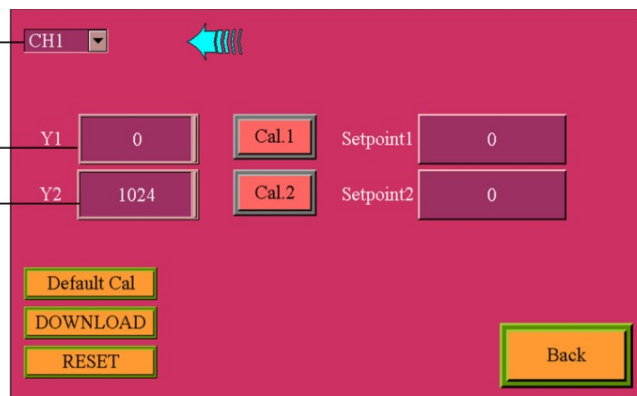 CH1
Y1 0 Cal.1 Setpoint1 0
Y2 1024 Cal.2 Setpoint2 0
Default Cal
DOWNLOAD
RESET
Back